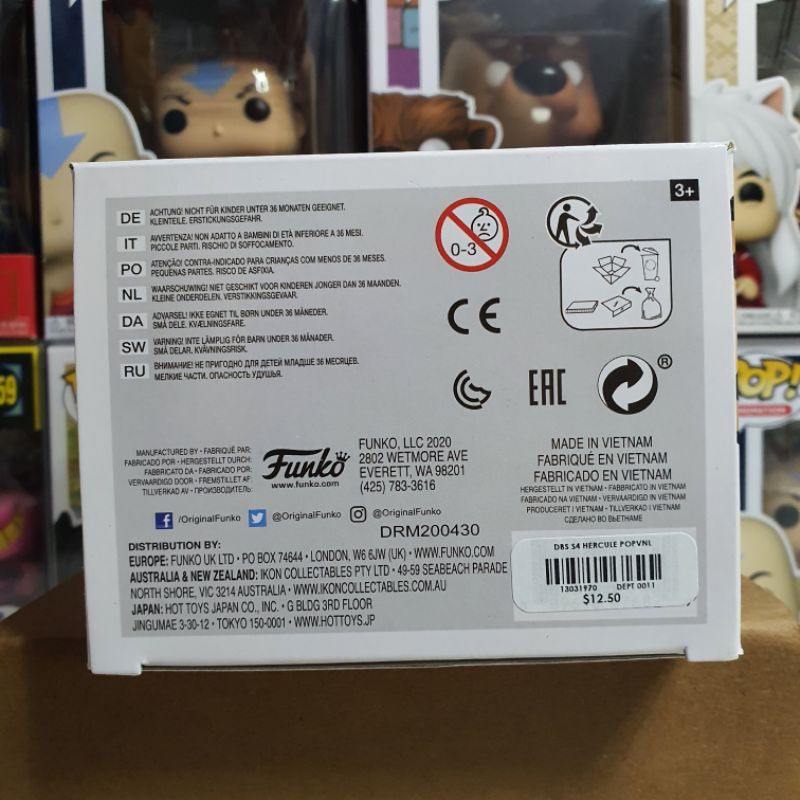 3+
DE ACHTUNG! NICHT FÜR KINDER UNTER 36 MONATEN GEEIGNET.
KLEINTEILE. ERSTICKUNGSGEFAHR.
IT AVVERTENZA! NON ADATTO A BAMBINI DI ETÀ INFERIORE A 36 MESI.
PICCOLE PARTI. RISCHIO DI SOFFOCAMENTO.
PO ATENÇÃO! CONTRA-INDICADO PARA CRIANÇAS COM MENOS DE 36 MESES.
PEQUENAS PARTES. RISCO DE ASFIXIA.
NL WAARSCHUWING! NIET GESCHIKT VOOR KINDEREN JONGER DAN 36 MAANDEN.
KLEINE ONDERDELEN. VERSTIKKINGSGEVAAR.
DA ADVARSEL! IKKE EGNET TIL BØRN UNDER 36 MÅNEDER.
SMÅ DELE. KVÆLNINGSFARE.
SW VARNING! INTE LÄMPLIG FÖR BARN UNDER 36 MÅNADER.
SMÅ DELAR. KVÄVNINGSRISK.
RU ВНИМАНИЕ! НЕ ПРИГОДНО ДЛЯ ДЕТЕЙ МЛАДШЕ 36 МЕСЯЦЕВ.
МЕЛКИЕ ЧАСТИ. ОПАСНОСТЬ УДУШЬЯ.
0-3
CE
EAC
®
MANUFACTURED BY • FABRIQUÉ PAR:
FABRICADO POR • HERGESTELLT DURCH:
FABBRICATO DA • FABRICADO POR:
VERVAARDIGD DOOR • FREMSTILLET AF:
TILLVERKAD AV • ПРОИЗВОДИТЕЛЬ:
Funko
www.funko.com
FUNKO, LLC 2020
2802 WETMORE AVE
EVERETT, WA 98201
(425) 783-3616
MADE IN VIETNAM
FABRIQUÉ EN VIETNAM
FABRICADO EN VIETNAM
HERGESTELLT IN VIETNAM • FABBRICATO IN VIETNAM
FABRICADO NA VIETNAM • VERVAARDIGD IN VIETNAM
PRODUCERET I VIETNAM • TILLVERKAD I VIETNAM
СДЕЛАНО ВО ВЬЕТНАМЕ
/OriginalFunko @OriginalFunko @OriginalFunko
DRM200430
DISTRIBUTION BY:
EUROPE: FUNKO UK LTD • PO BOX 74644 • LONDON, W6 6JW (UK) • WWW.FUNKO.COM
AUSTRALIA & NEW ZEALAND: IKON COLLECTABLES PTY LTD • 49-59 SEABEACH PARADE
NORTH SHORE, VIC 3214 AUSTRALIA • WWW.IKONCOLLECTABLES.COM.AU
JAPAN: HOT TOYS JAPAN CO., INC. • G BLDG 3RD FLOOR
JINGUMAE 3-30-12 • TOKYO 150-0001 • WWW.HOTTOYS.JP
DBS S4 HERCULE POPVNL
13031970 DEPT 0011
$12.50
59
OP!